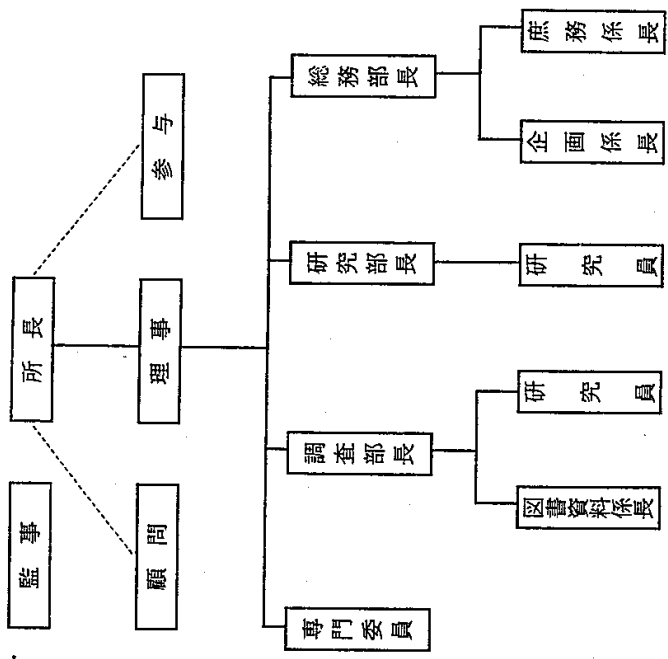 監事
所長
顧問
理事
参与
専門委員
調査部長
研究部長
総務部長
図書資料係長
研究員
研究員
企画係長
庶務係長